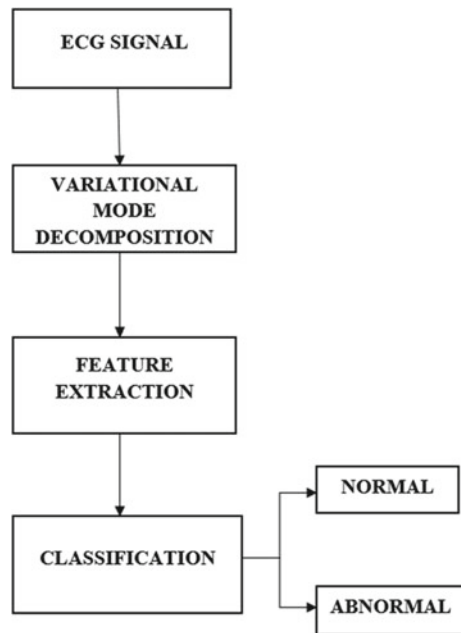 ECG SIGNAL
VARIATIONAL
MODE
DECOMPOSITION
FEATURE
EXTRACTION
CLASSIFICATION
NORMAL
ABNORMAL